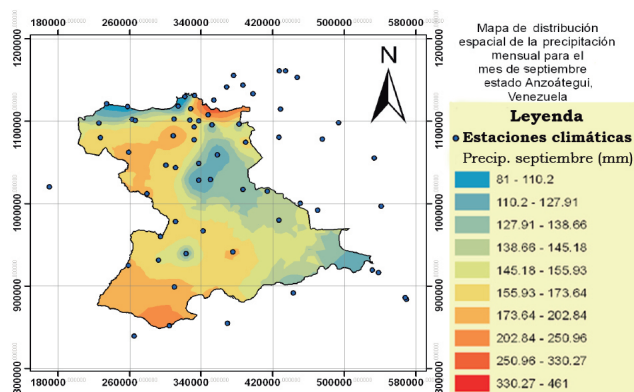 180000 260000 340000 420000 500000 580000
1200000 1200000
1100000 1100000
1000000 1000000
900000 900000
180000 260000 340000 420000 500000 580000
N
Mapa de distribución
espacial de la precipitación
mensual para el
mes de septiembre
estado Anzoátegui,
Venezuela
Leyenda
Estaciones climáticas
Precip. septiembre (mm)
81 - 110.2
110.2 - 127.91
127.91 - 138.66
138.66 - 145.18
145.18 - 155.93
155.93 - 173.64
173.64 - 202.84
202.84 - 250.96
250.96 - 330.27
330.27 - 461